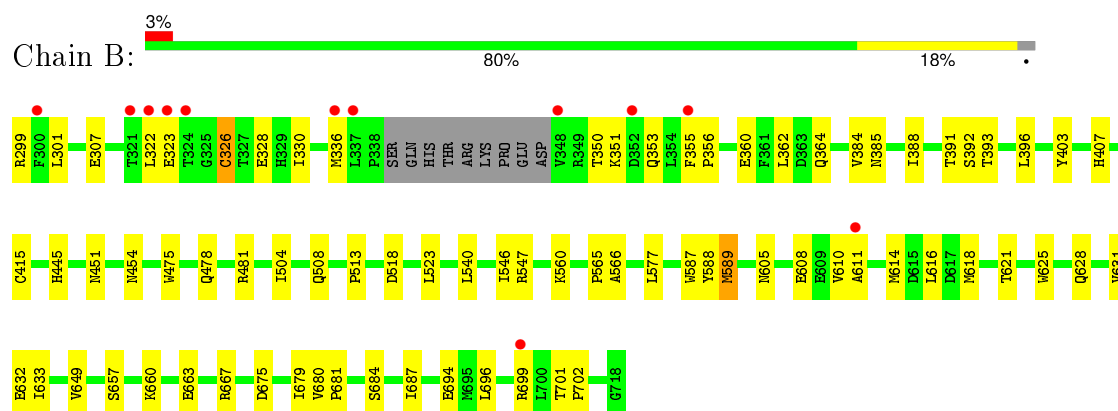 3%
Chain B:
80% 18% •
R299 F300 L301 E307 T321 L322 E323 T324 G325 C326 T327 E328 H329 I330 M336 L337 P338 SER GLN HIS THR ARG LYS PRO GLU ASP V348 R349 T350 K351 D352 Q353 L354 F355 P356 E360 F361 L362 D363 Q364 V384 N385 I388 T391 S392 T393 L396 Y403 H407
C415 H445 N451 N454 W475 Q478 R481 I504 Q508 P513 D518 L523 L540 I546 R547 K560 P565 A566 L577 W587 Y588 M589 N605 E608 E609 V610 A611 M614 D615 L616 D617 M618 T621 W625 Q628 V631
E632 I633 V649 S657 K660 E663 R667 D675 I679 V680 P681 S684 I687 E694 M695 L696 R699 L700 T701 P702 G718